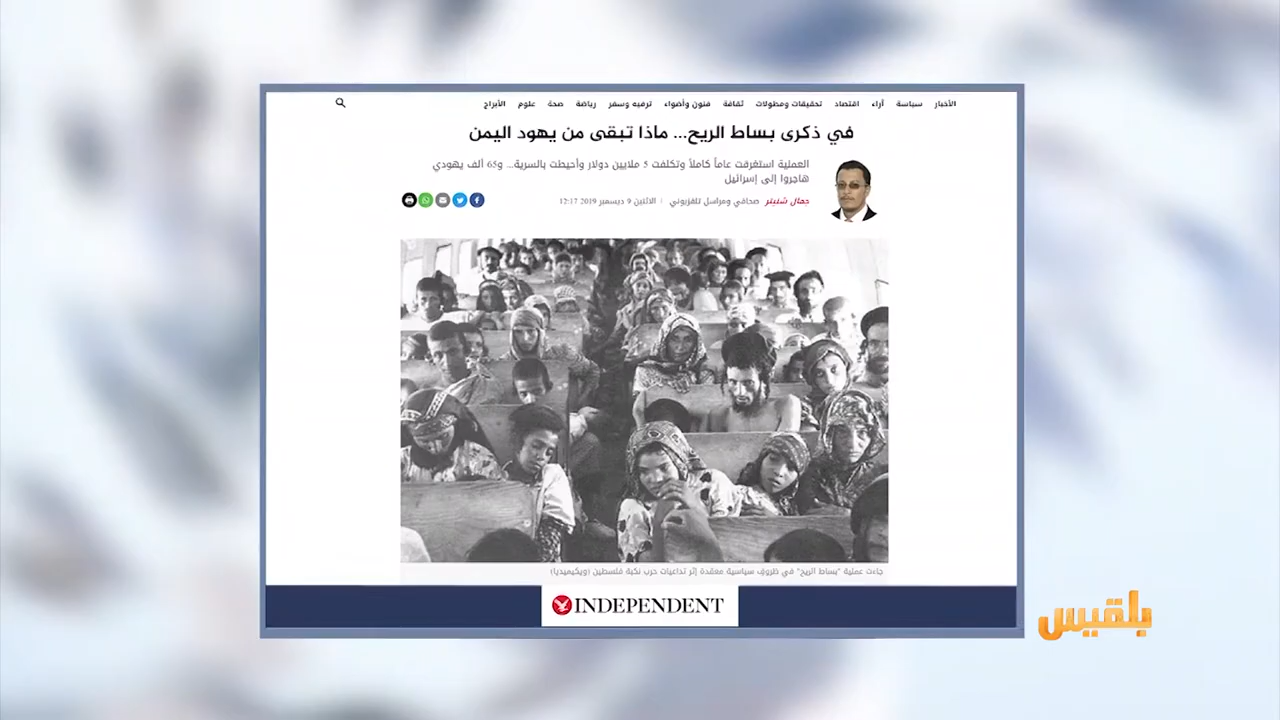 الأخبار سياسة آراء اقتصاد تحقيقات ومطولات ثقافة فنون وأضواء ترفيه وسفر رياضة صحة علوم الأبراج
في ذكرى بساط الريح... ماذا تبقى من يهود اليمن
العملية استغرقت عاماً كاملاً وتكلفت 5 ملايين دولار وأحيطت بالسرية... و65 ألف يهودي
هاجروا إلى إسرائيل
جمال شنيتر صحافي ومراسل تلفزيوني | الاثنين 9 ديسمبر 2019 12:17
جاءت عملية "بساط الريح" في ظروف سياسية معقدة إثر تداعيات حرب نكبة فلسطين (ويكيميديا)
INDEPENDENT
بلقيس